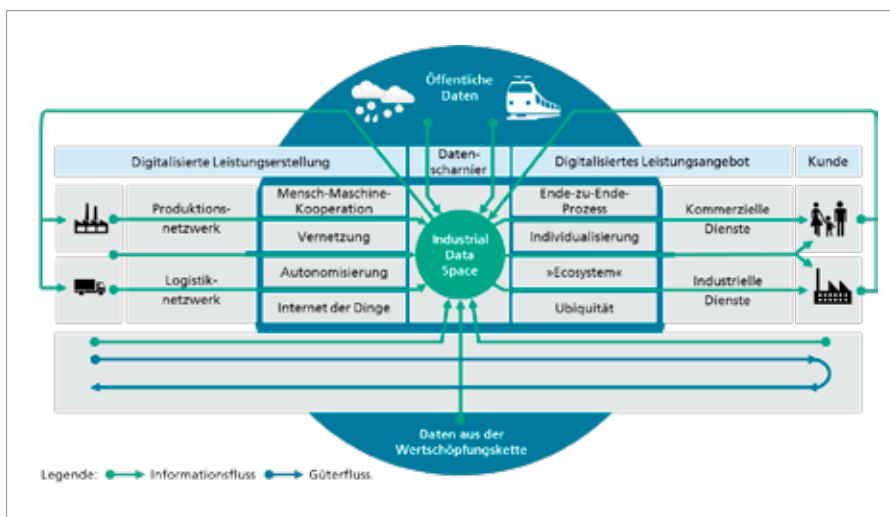 Öffentliche
Daten
Digitalisierte Leistungserstellung
Daten-
scharnier
Digitalisiertes Leistungsangebot
Kunde
Produktions-
netzwerk
Mensch-Maschine-
Kooperation
Vernetzung
Logistik-
netzwerk
Autonomisierung
Internet der Dinge
Industrial
Data
Space
Ende-zu-Ende-
Prozess
Individualisierung
»Ecosystem«
Ubiquität
Kommerzielle
Dienste
Industrielle
Dienste
Daten aus der
Wertschöpfungskette
Legende: Informationsfluss Güterfluss.